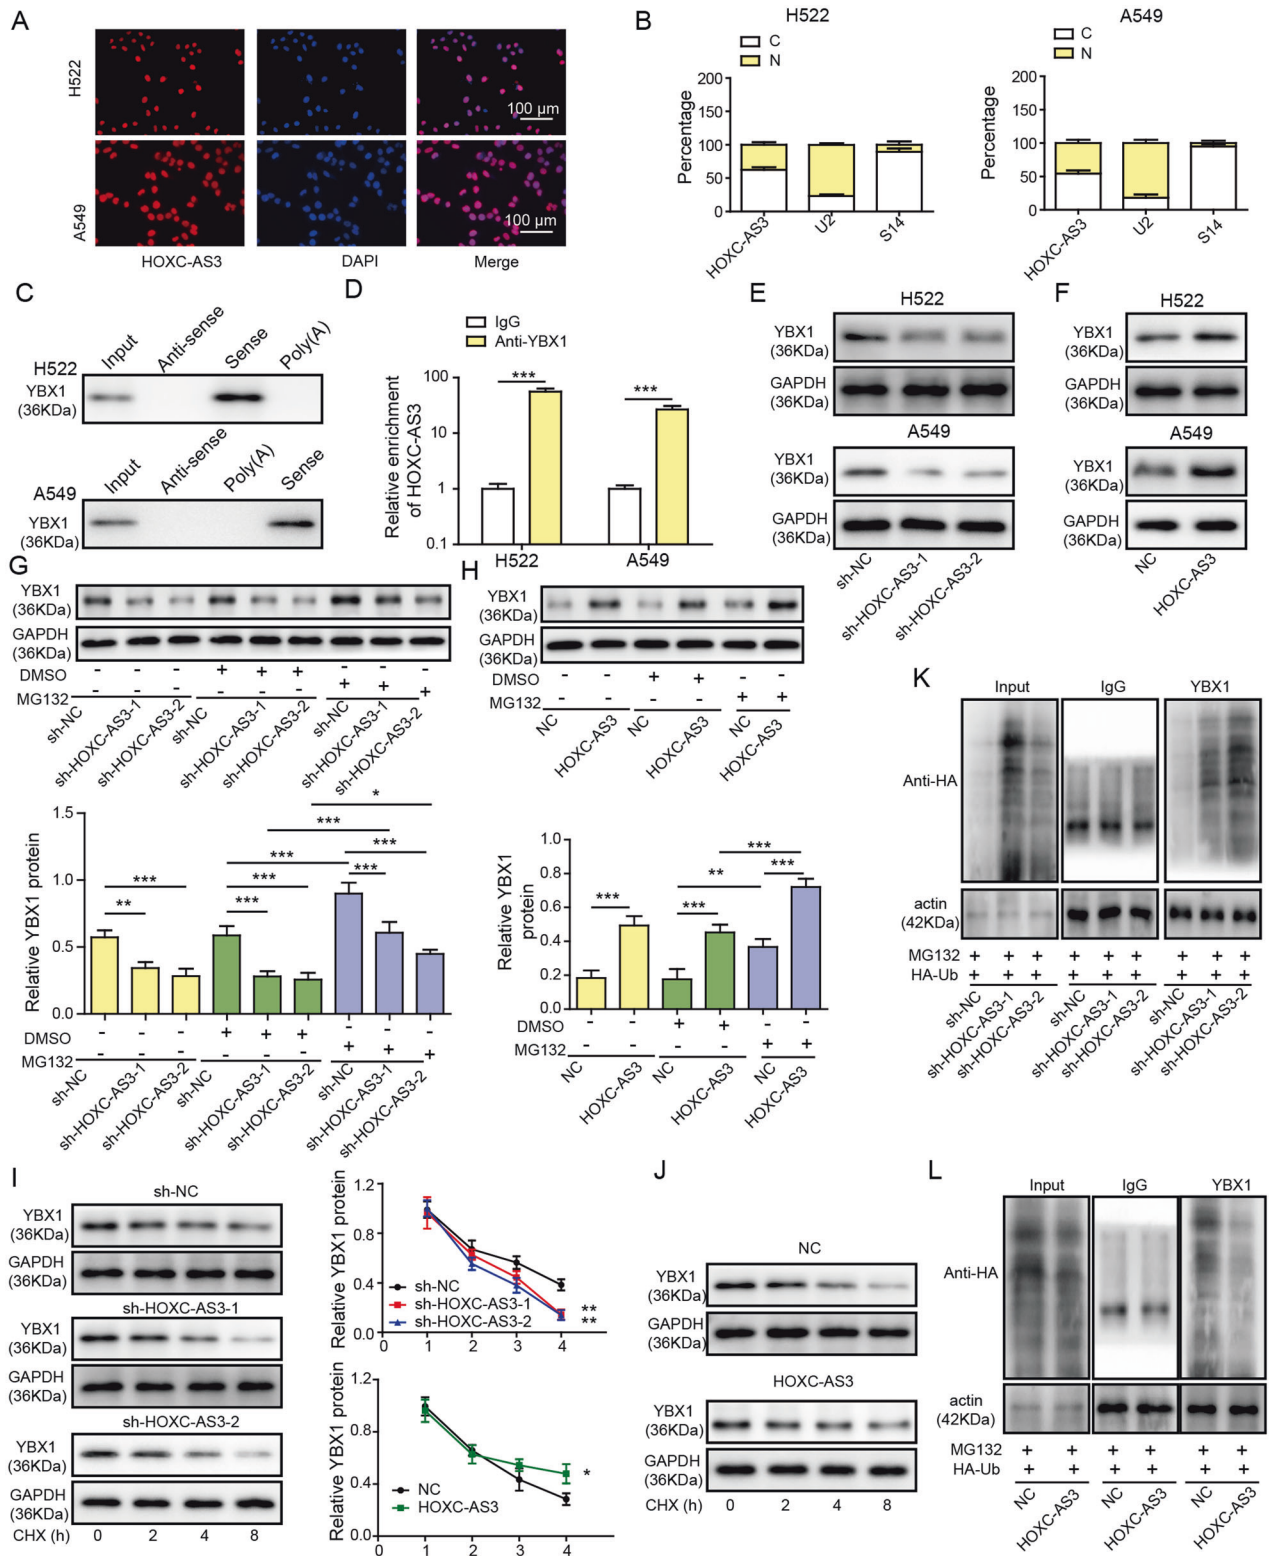 A
H522
100 µm
A549
100 µm
HOXC-AS3 DAPI Merge
B
H522
C
N
Percentage
200
150
100
50
0
HOXC-AS3 U2 S14
A549
C
N
Percentage
200
150
100
50
0
HOXC-AS3 U2 S14
C
Input Anti-sense Sense Poly(A)
H522
YBX1
(36KDa)
Input Anti-sense Poly(A) Sense
A549
YBX1
(36KDa)
D
IgG
Anti-YBX1
Relative enrichment
of HOXC-AS3
100
10
1
0.1
*** ***
H522 A549
E
H522
YBX1
(36KDa)
GAPDH
(36KDa)
A549
YBX1
(36KDa)
GAPDH
(36KDa)
sh-NC sh-HOXC-AS3-1 sh-HOXC-AS3-2
F
H522
YBX1
(36KDa)
GAPDH
(36KDa)
A549
YBX1
(36KDa)
GAPDH
(36KDa)
NC HOXC-AS3
G
YBX1
(36KDa)
GAPDH
(36KDa)
DMSO - - - + + + - - -
MG132 - - - - - - + + +
sh-NC sh-HOXC-AS3-1 sh-HOXC-AS3-2 sh-NC sh-HOXC-AS3-1 sh-HOXC-AS3-2 sh-NC sh-HOXC-AS3-1 sh-HOXC-AS3-2
Relative YBX1 protein
1.5
1.0
0.5
0.0
*
***
*** ***
*** *** ***
** ***
DMSO - - - + + + - - -
MG132 - - - - - - + + +
sh-NC sh-HOXC-AS3-1 sh-HOXC-AS3-2 sh-NC sh-HOXC-AS3-1 sh-HOXC-AS3-2 sh-NC sh-HOXC-AS3-1 sh-HOXC-AS3-2
H
YBX1
(36KDa)
GAPDH
(36KDa)
DMSO - - + + - -
MG132 - - - - + +
NC HOXC-AS3 NC HOXC-AS3 NC HOXC-AS3
Relative YBX1
protein
1.0
0.8
0.6
0.4
0.2
0.0
***
** ***
*** ***
DMSO - - + + - -
MG132 - - - - + +
NC HOXC-AS3 NC HOXC-AS3 NC HOXC-AS3
K
Input IgG YBX1
Anti-HA
actin
(42KDa)
MG132 + + + + + + + + +
HA-Ub + + + + + + + + +
sh-NC sh-HOXC-AS3-1 sh-HOXC-AS3-2 sh-NC sh-HOXC-AS3-1 sh-HOXC-AS3-2 sh-NC sh-HOXC-AS3-1 sh-HOXC-AS3-2
I
sh-NC
YBX1
(36KDa)
GAPDH
(36KDa)
sh-HOXC-AS3-1
YBX1
(36KDa)
GAPDH
(36KDa)
sh-HOXC-AS3-2
YBX1
(36KDa)
GAPDH
(36KDa)
CHX (h) 0 2 4 8
Relative YBX1 protein
1.2
0.8
0.4
0.0
sh-NC
sh-HOXC-AS3-1
sh-HOXC-AS3-2
**
**
0 1 2 3 4
Relative YBX1 protein
1.2
0.8
0.4
0.0
NC
HOXC-AS3
*
0 1 2 3 4
J
NC
YBX1
(36KDa)
GAPDH
(36KDa)
HOXC-AS3
YBX1
(36KDa)
GAPDH
(36KDa)
CHX (h) 0 2 4 8
L
Input IgG YBX1
Anti-HA
actin
(42KDa)
MG132 + + + + + +
HA-Ub + + + + + +
NC HOXC-AS3 NC HOXC-AS3 NC HOXC-AS3